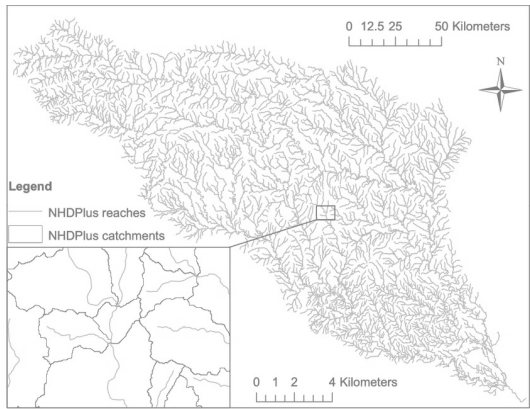 0 12.5 25 50 Kilometers
N
Legend
NHDPlus reaches
NHDPlus catchments
0 1 2 4 Kilometers